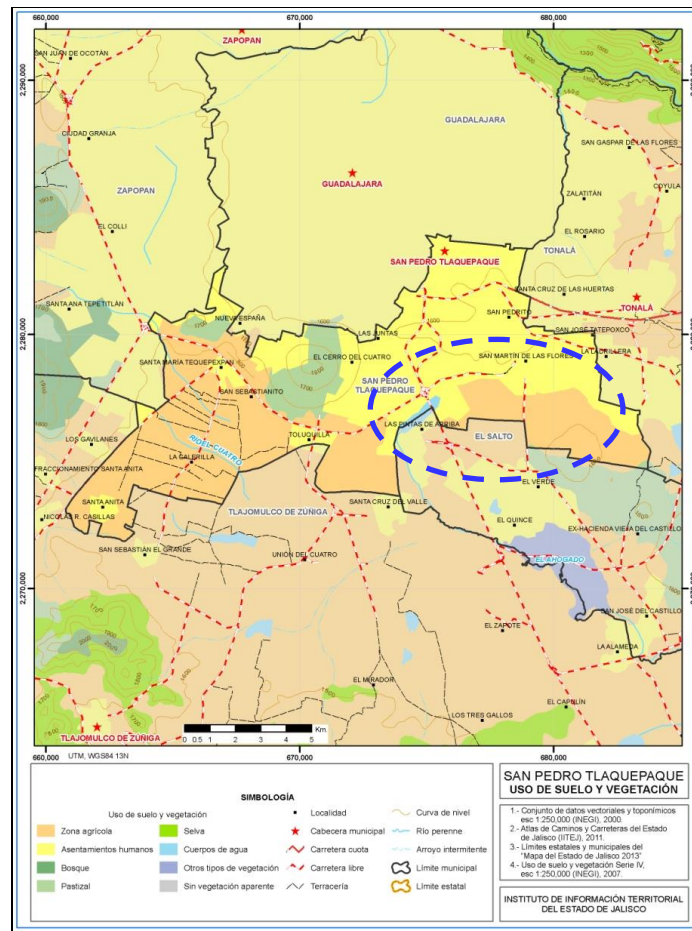 660,000
670,000
680,000
ZAPOPAN
SAN JUAN DE OCOTÁN
2,290,000
GUADALAJARA
CIUDAD GRANJA
SAN GASPAR DE LAS FLORES
GUADALAJARA
COYULA
ZAPOPAN
ZALATITÁN
EL COLLI
EL ROSARIO
TONALÁ
SAN PEDRO TLAQUEPAQUE
SANTA CRUZ DE LAS HUERTAS
SANTA ANA TEPETITLÁN
TONALÁ
SAN PEDRITO
NUEVA ESPAÑA
2,280,000
LAS JUNTAS
SAN JOSÉ TATEPOXCO
LA LADRILLERA
EL CERRO DEL CUATRO
SAN MARTÍN DE LAS FLORES
SANTA MARÍA TEQUEPEXPAN
SAN PEDRO
TLAQUEPAQUE
SAN SEBASTIANITO
LAS PINTAS DE ARRIBA
EL SALTO
LOS GAVILANES
TOLUQUILLA
RÍO EL CUATRO
LA CALERILLA
FRACCIONAMIENTO SANTA ANITA
EL VERDE
SANTA ANITA
SANTA CRUZ DEL VALLE
TLAJOMULCO DE ZÚÑIGA
NICOLÁS R. CASILLAS
EL QUINCE
EX-HACIENDA VIEJA DEL CASTILLO
SAN SEBASTIÁN EL GRANDE
UNIÓN DEL CUATRO
EL AHOGADO
2,270,000
SAN JOSÉ DEL CASTILLO
EL ZAPOTE
LA ALAMEDA
EL MIRADOR
EL CAPULÍN
LOS TRES GALLOS
TLAJOMULCO DE ZÚÑIGA
0 0.5 1 2 3 4 5 Km.
UTM, WGS84 13N
660,000
670,000
680,000
SIMBOLOGÍA
Uso de suelo y vegetación
Zona agrícola
Asentamientos humanos
Bosque
Pastizal
Selva
Cuerpos de agua
Otros tipos de vegetación
Sin vegetación aparente
Localidad
Cabecera municipal
Carretera cuota
Carretera libre
Terracería
Curva de nivel
Río perenne
Arroyo intermitente
Límite municipal
Límite estatal
SAN PEDRO TLAQUEPAQUE
USO DE SUELO Y VEGETACIÓN
1.- Conjunto de datos vectoriales y toponímicos
esc 1:250,000 (INEGI), 2000.
2.- Atlas de Caminos y Carreteras del Estado
de Jalisco (IITEJ), 2011.
3.- Límites estatales y municipales del
"Mapa del Estado de Jalisco 2013"
4.- Uso de suelo y vegetación Serie IV,
esc 1:250,000 (INEGI), 2007.
INSTITUTO DE INFORMACIÓN TERRITORIAL
DEL ESTADO DE JALISCO